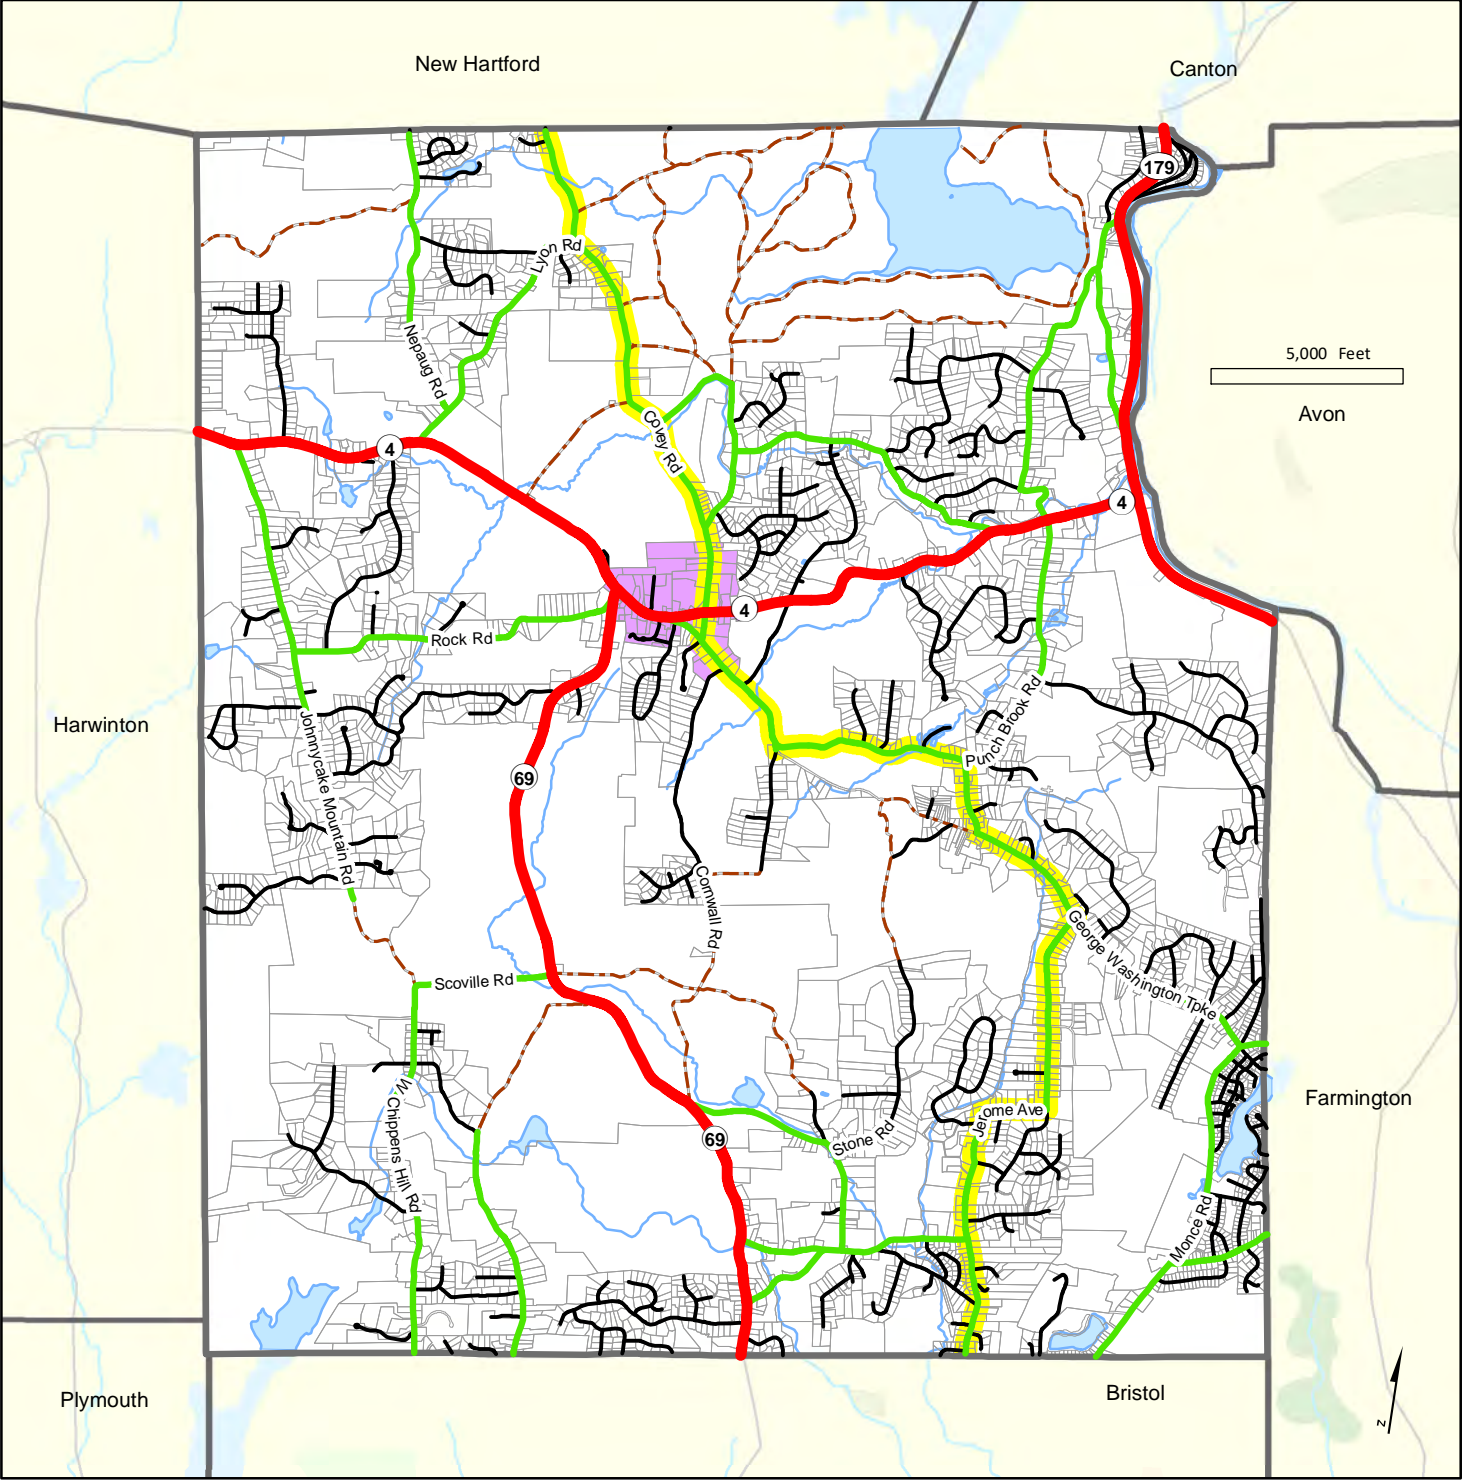 New Hartford
Canton
179
Lyon Rd
Nepaug Rd
5,000 Feet
Avon
4
Covey Rd
4
4
Rock Rd
Harwinton
Johnnycake Mountain Rd
Punch Brook Rd
69
Cornwall Rd
George Washington Tpke
Scoville Rd
W Chippens Hill Rd
Jerome Ave
Farmington
69
Stone Rd
Monce Rd
Plymouth
Bristol
N